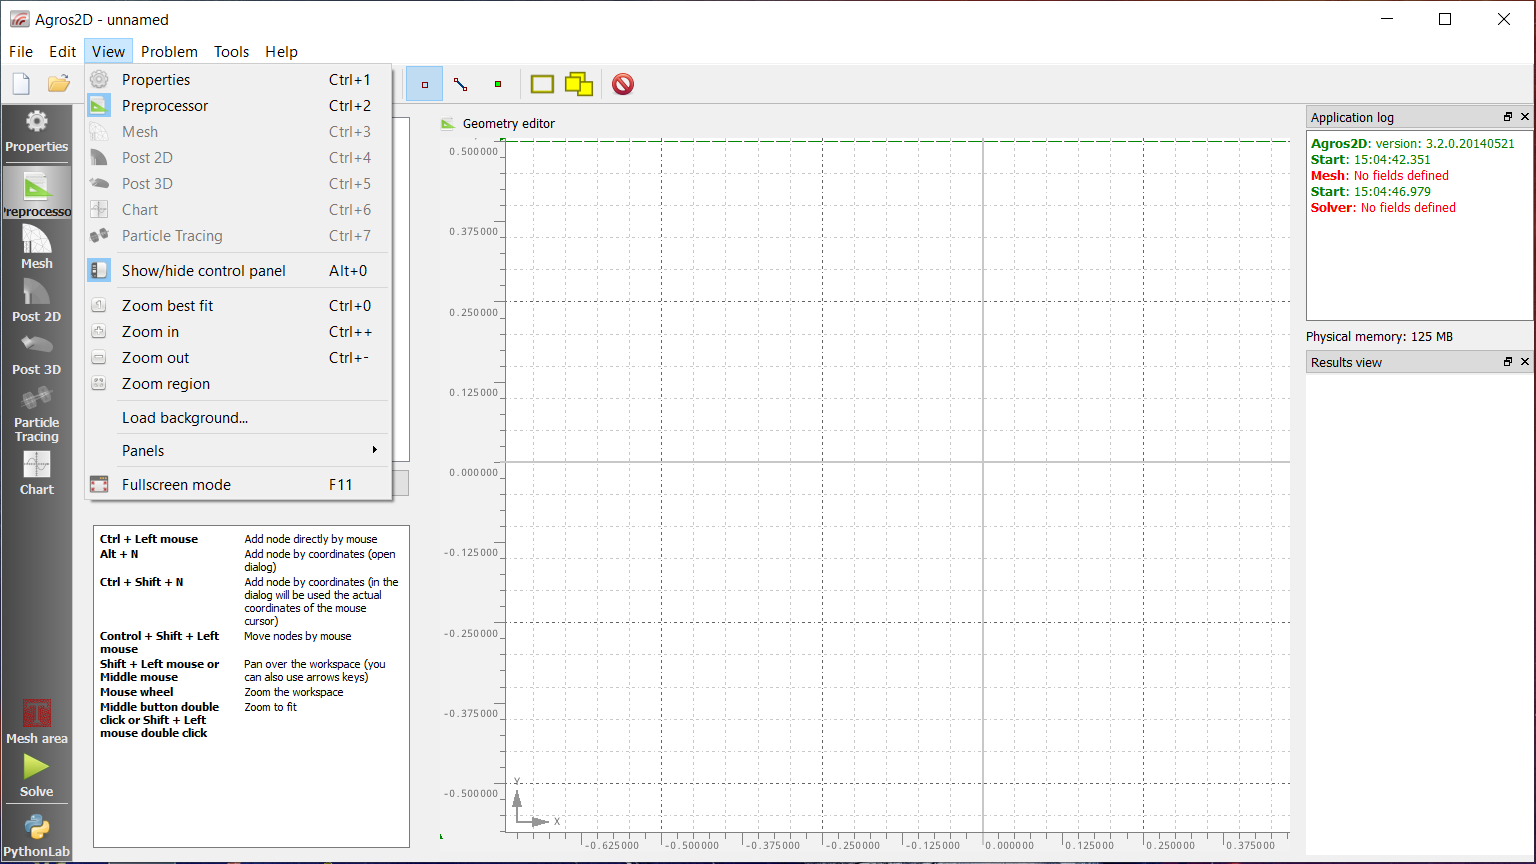 Agros2D - unnamed
File Edit View Problem Tools Help
Properties Ctrl+1
Preprocessor Ctrl+2
Mesh Ctrl+3
Post 2D Ctrl+4
Post 3D Ctrl+5
Chart Ctrl+6
Particle Tracing Ctrl+7
Show/hide control panel Alt+0
Zoom best fit Ctrl+0
Zoom in Ctrl++
Zoom out Ctrl+-
Zoom region
Load background...
Panels
Fullscreen mode F11
Properties
Preprocesso
Mesh
Post 2D
Post 3D
Particle
Tracing
Chart
Mesh area
Solve
PythonLab
Ctrl + Left mouse Add node directly by mouse
Alt + N Add node by coordinates (open
dialog)
Ctrl + Shift + N Add node by coordinates (in the
dialog will be used the actual
coordinates of the mouse
cursor)
Control + Shift + Left Move nodes by mouse
mouse
Shift + Left mouse or Pan over the workspace (you
Middle mouse can also use arrows keys)
Mouse wheel Zoom the workspace
Middle button double Zoom to fit
click or Shift + Left
mouse double click
Geometry editor
0.500000
0.375000
0.250000
0.125000
0.000000
-0.125000
-0.250000
-0.375000
-0.500000
Y
X
-0.625000 -0.500000 -0.375000 -0.250000 -0.125000 0.000000 0.125000 0.250000 0.375000
Application log
Agros2D: version: 3.2.0.20140521
Start: 15:04:42.351
Mesh: No fields defined
Start: 15:04:46.979
Solver: No fields defined
Physical memory: 125 MB
Results view